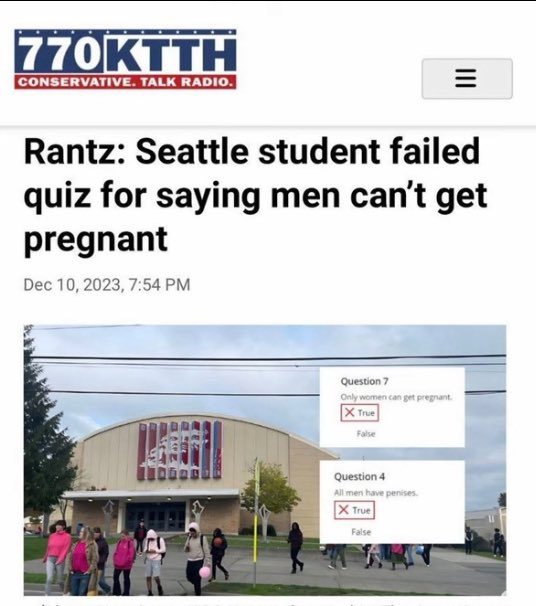 770KTTH
CONSERVATIVE. TALK RADIO.
Rantz: Seattle student failed
quiz for saying men can't get
pregnant
Dec 10, 2023, 7:54 PM
Question 7
Only women can get pregnant.
True
False
Question 4
All men have penises.
True
False